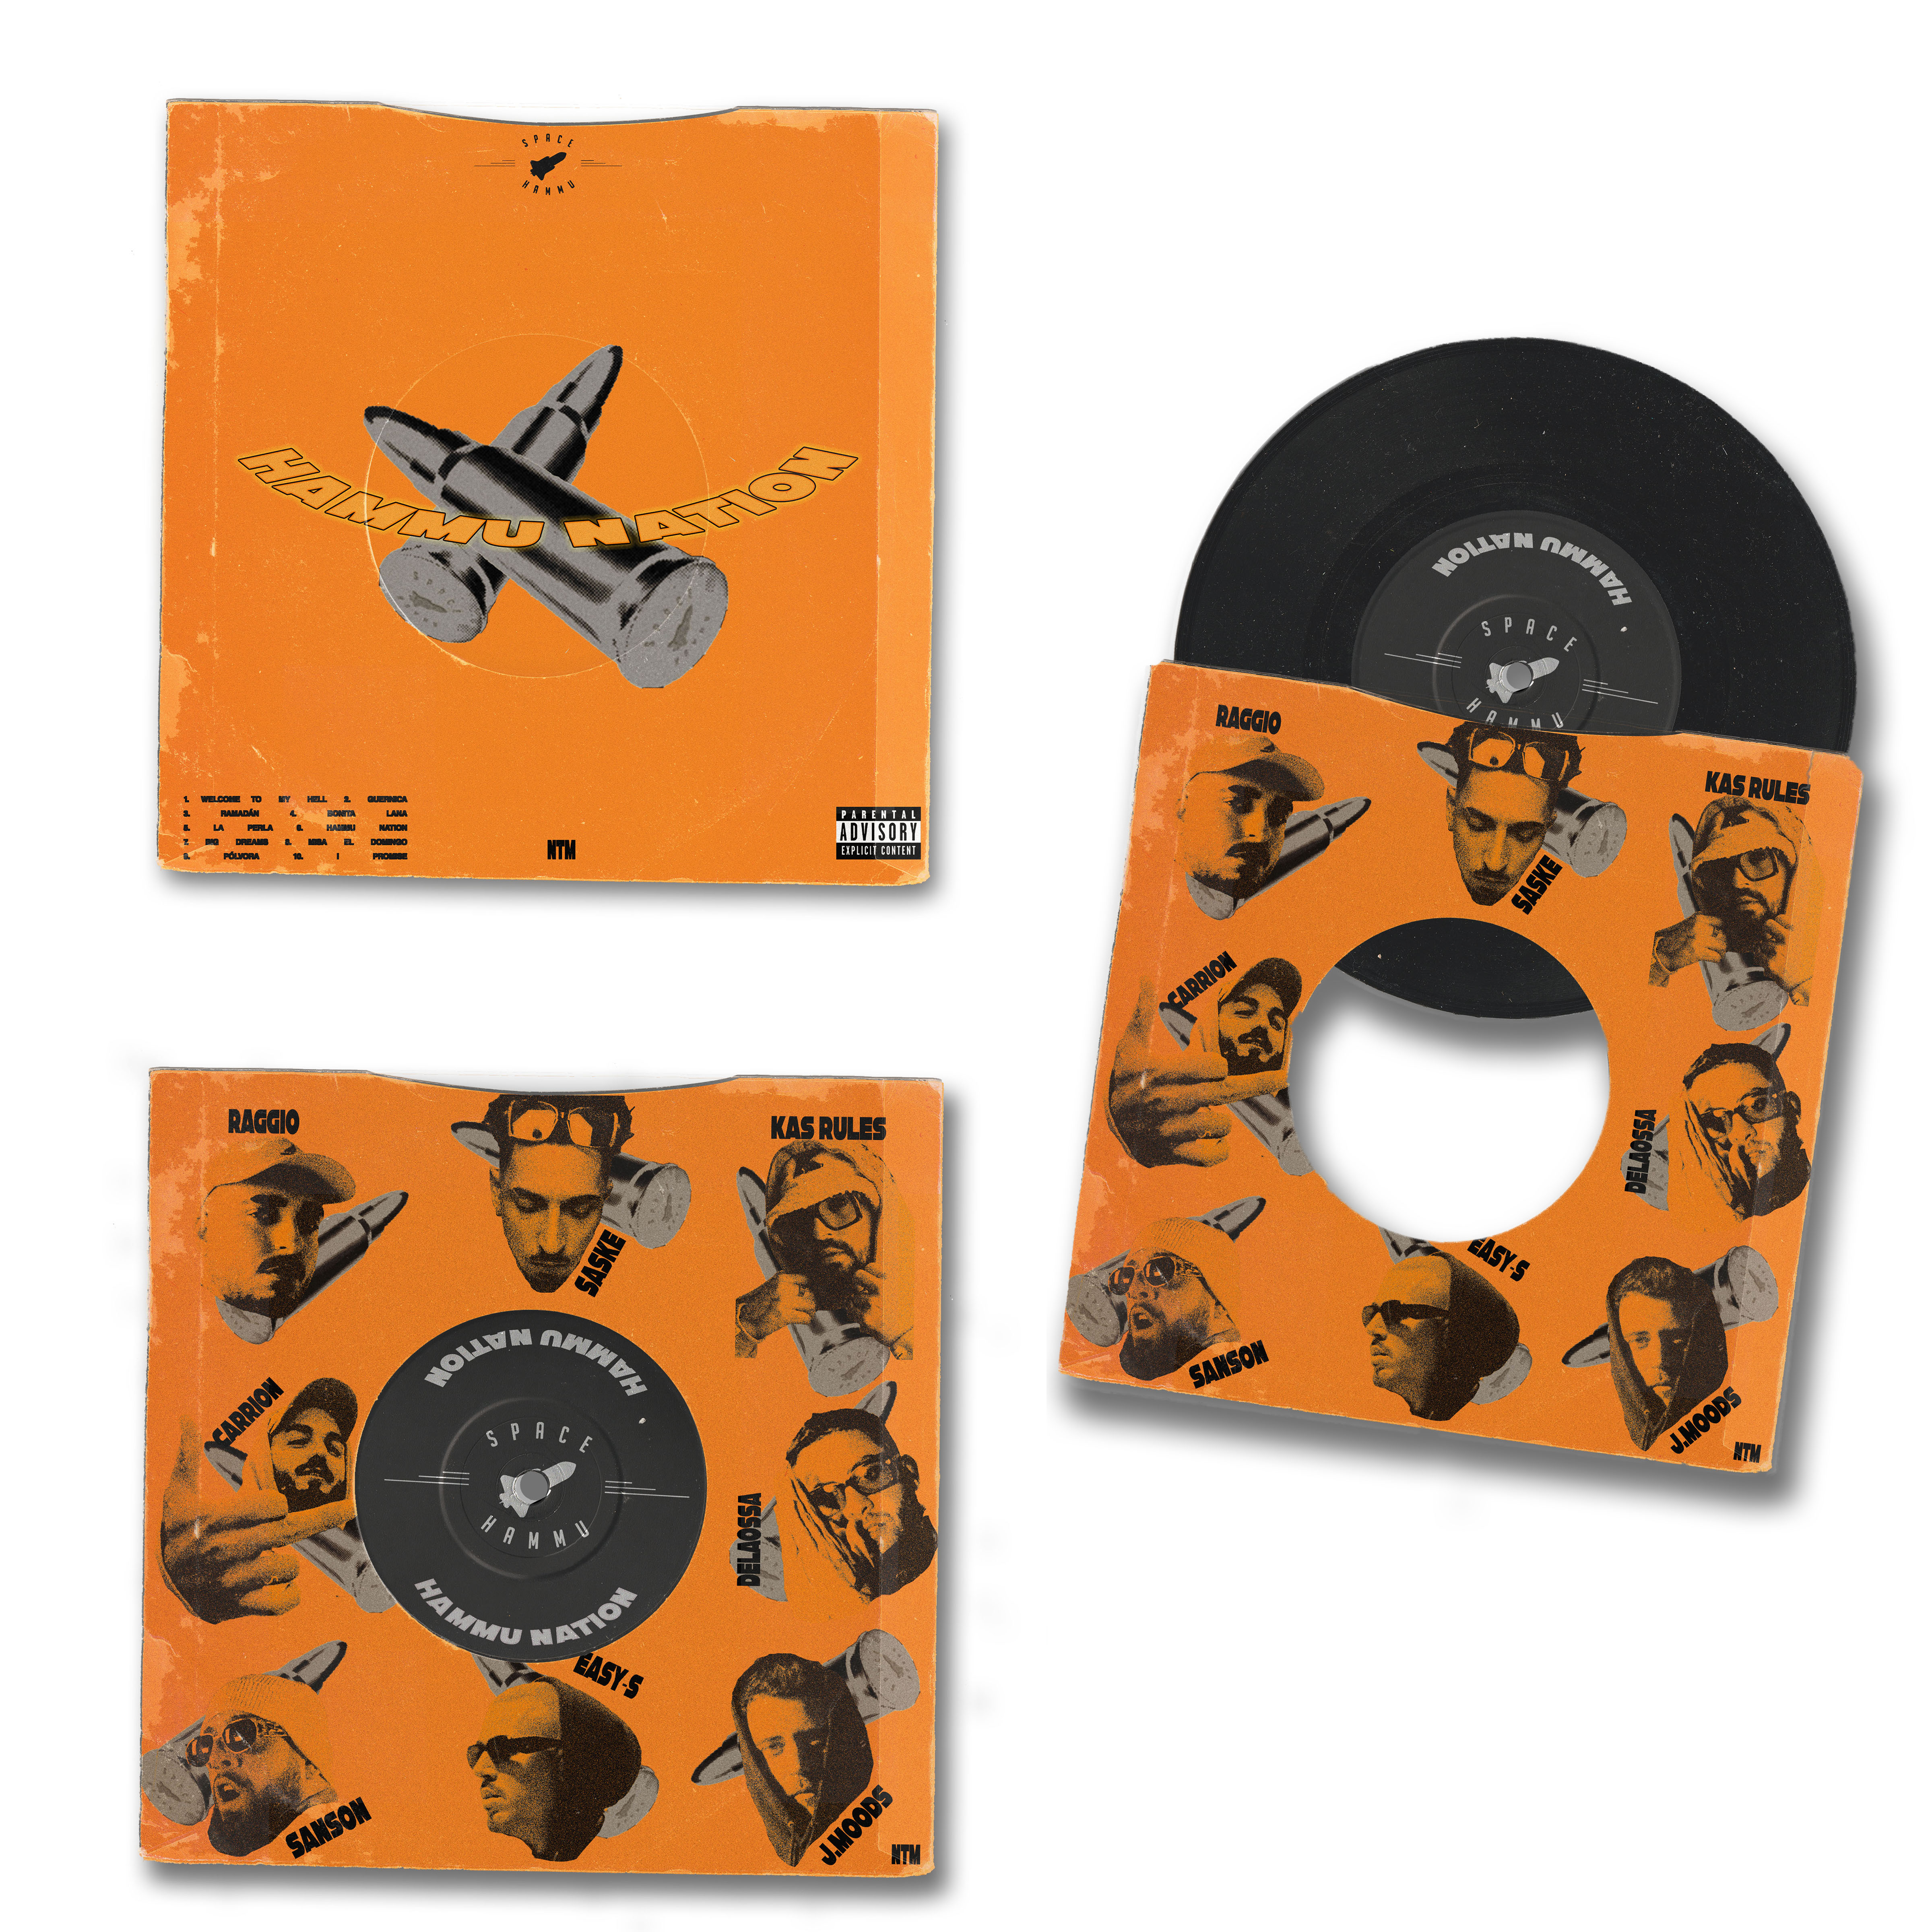 SPACE
HAMMU
HAMMU NATION
1. WELCOME TO MY HELL 2. GUERNICA
3. RAMADÁN 4. BONITA LANA
5. LA PERLA 6. HAMMU NATION
7. BIG DREAMS 8. MISA EL DOMINGO
9. PÓLVORA 10. I PROMISE
NTM
PARENTAL
ADVISORY
EXPLICIT CONTENT
HAMMU NATION
SPACE
HAMMU
RAGGIO
SASKE
KAS RULES
CARRION
DELAOSSA
SANSON
EASY-S
J.MOODS
NTM
RAGGIO
SASKE
KAS RULES
CARRION
HAMMU NATION
SPACE
HAMMU
HAMMU NATION
DELAOSSA
SANSON
EASY-S
J.MOODS
NTM